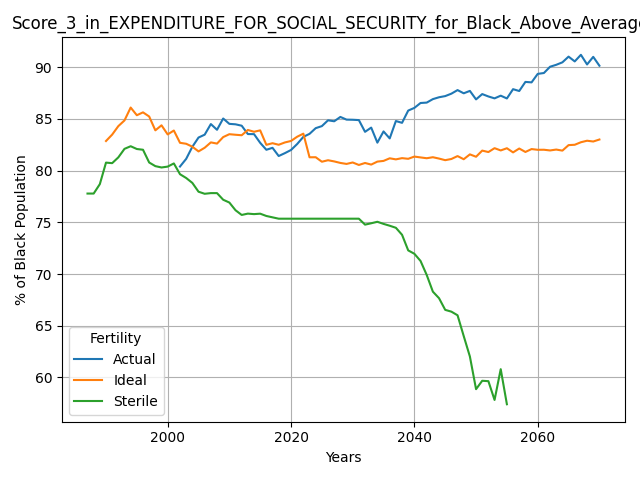 Score_3_in_EXPENDITURE_FOR_SOCIAL_SECURITY_for_Black_Above_Average
90
85
80
75
70
65
60
% of Black Population
Fertility
Actual
Ideal
Sterile
2000 2020 2040 2060
Years